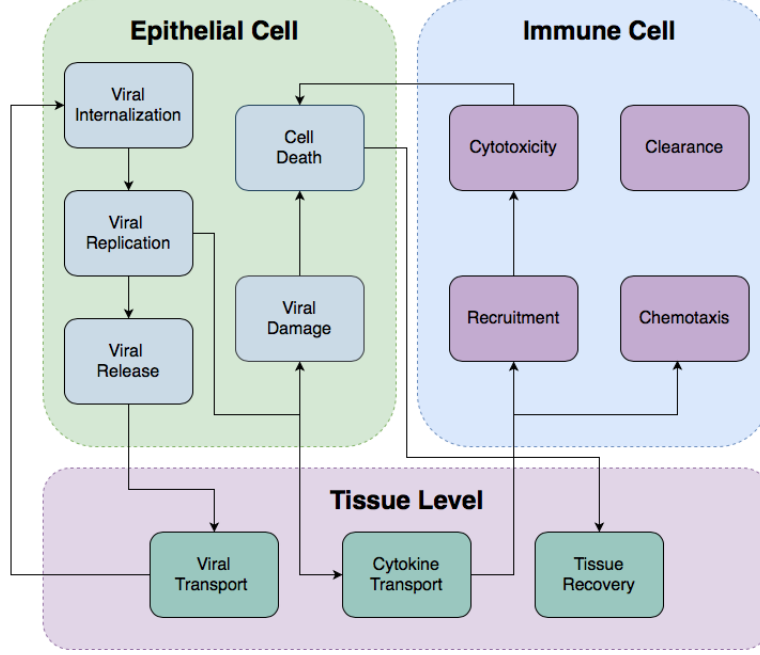 Epithelial Cell
Immune Cell
Viral
Internalization
Cell
Death
Cytotoxicity
Clearance
Viral
Replication
Viral
Damage
Recruitment
Chemotaxis
Viral
Release
Tissue Level
Viral
Transport
Cytokine
Transport
Tissue
Recovery